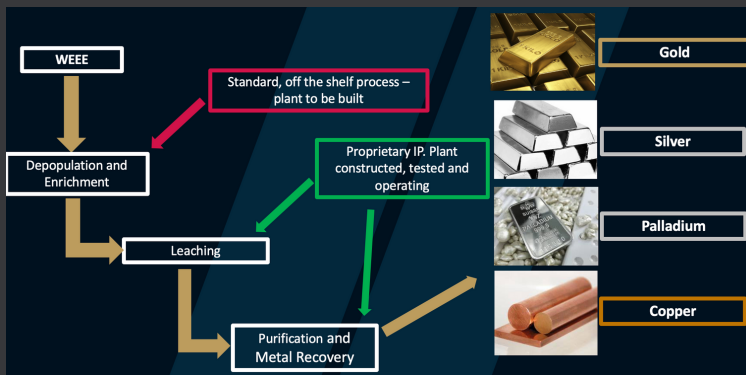 WEEE
Standard, off the shelf process –
plant to be built
Depopulation and
Enrichment
Proprietary IP. Plant
constructed, tested and
operating
Leaching
Purification and
Metal Recovery
Gold
Silver
PALLADIUM
Palladium
Copper